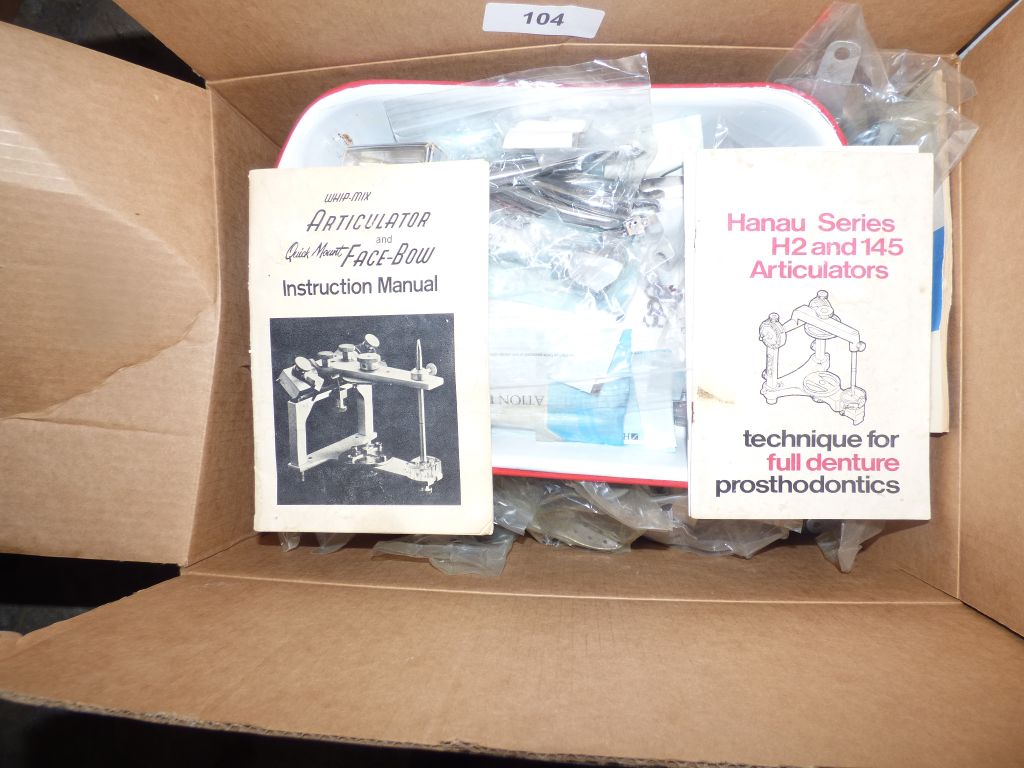 104
WHIP-MIX
ARTICULATOR
and
Quick Mount FACE-BOW
Instruction Manual
Hanau Series
H2 and 145
Articulators
technique for
full denture
prosthodontics